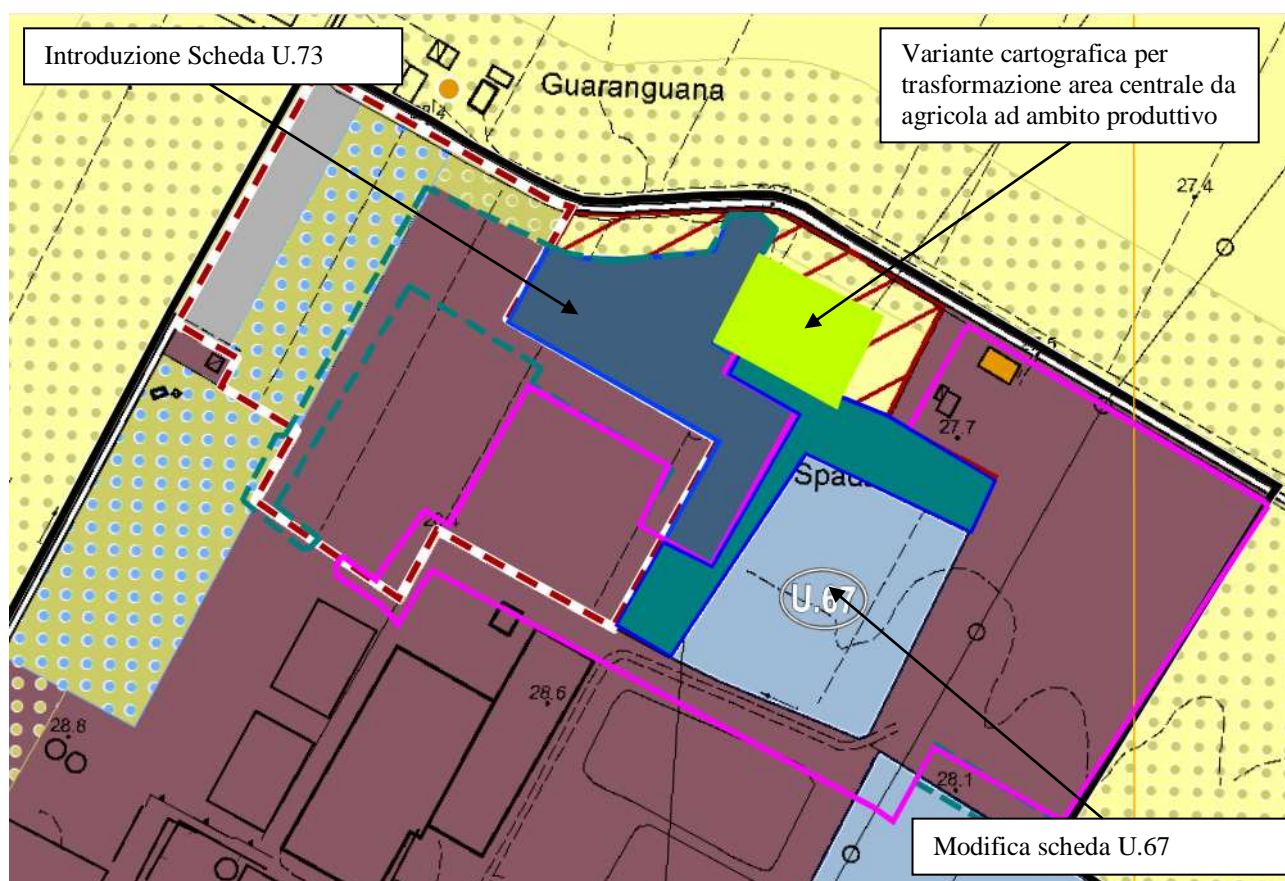 Introduzione Scheda U.73
Variante cartografica per
trasformazione area centrale da
agricola ad ambito produttivo
Guaranguana
27.4
27.7
U.67
28.6
28.8
28.1
Modifica scheda U.67